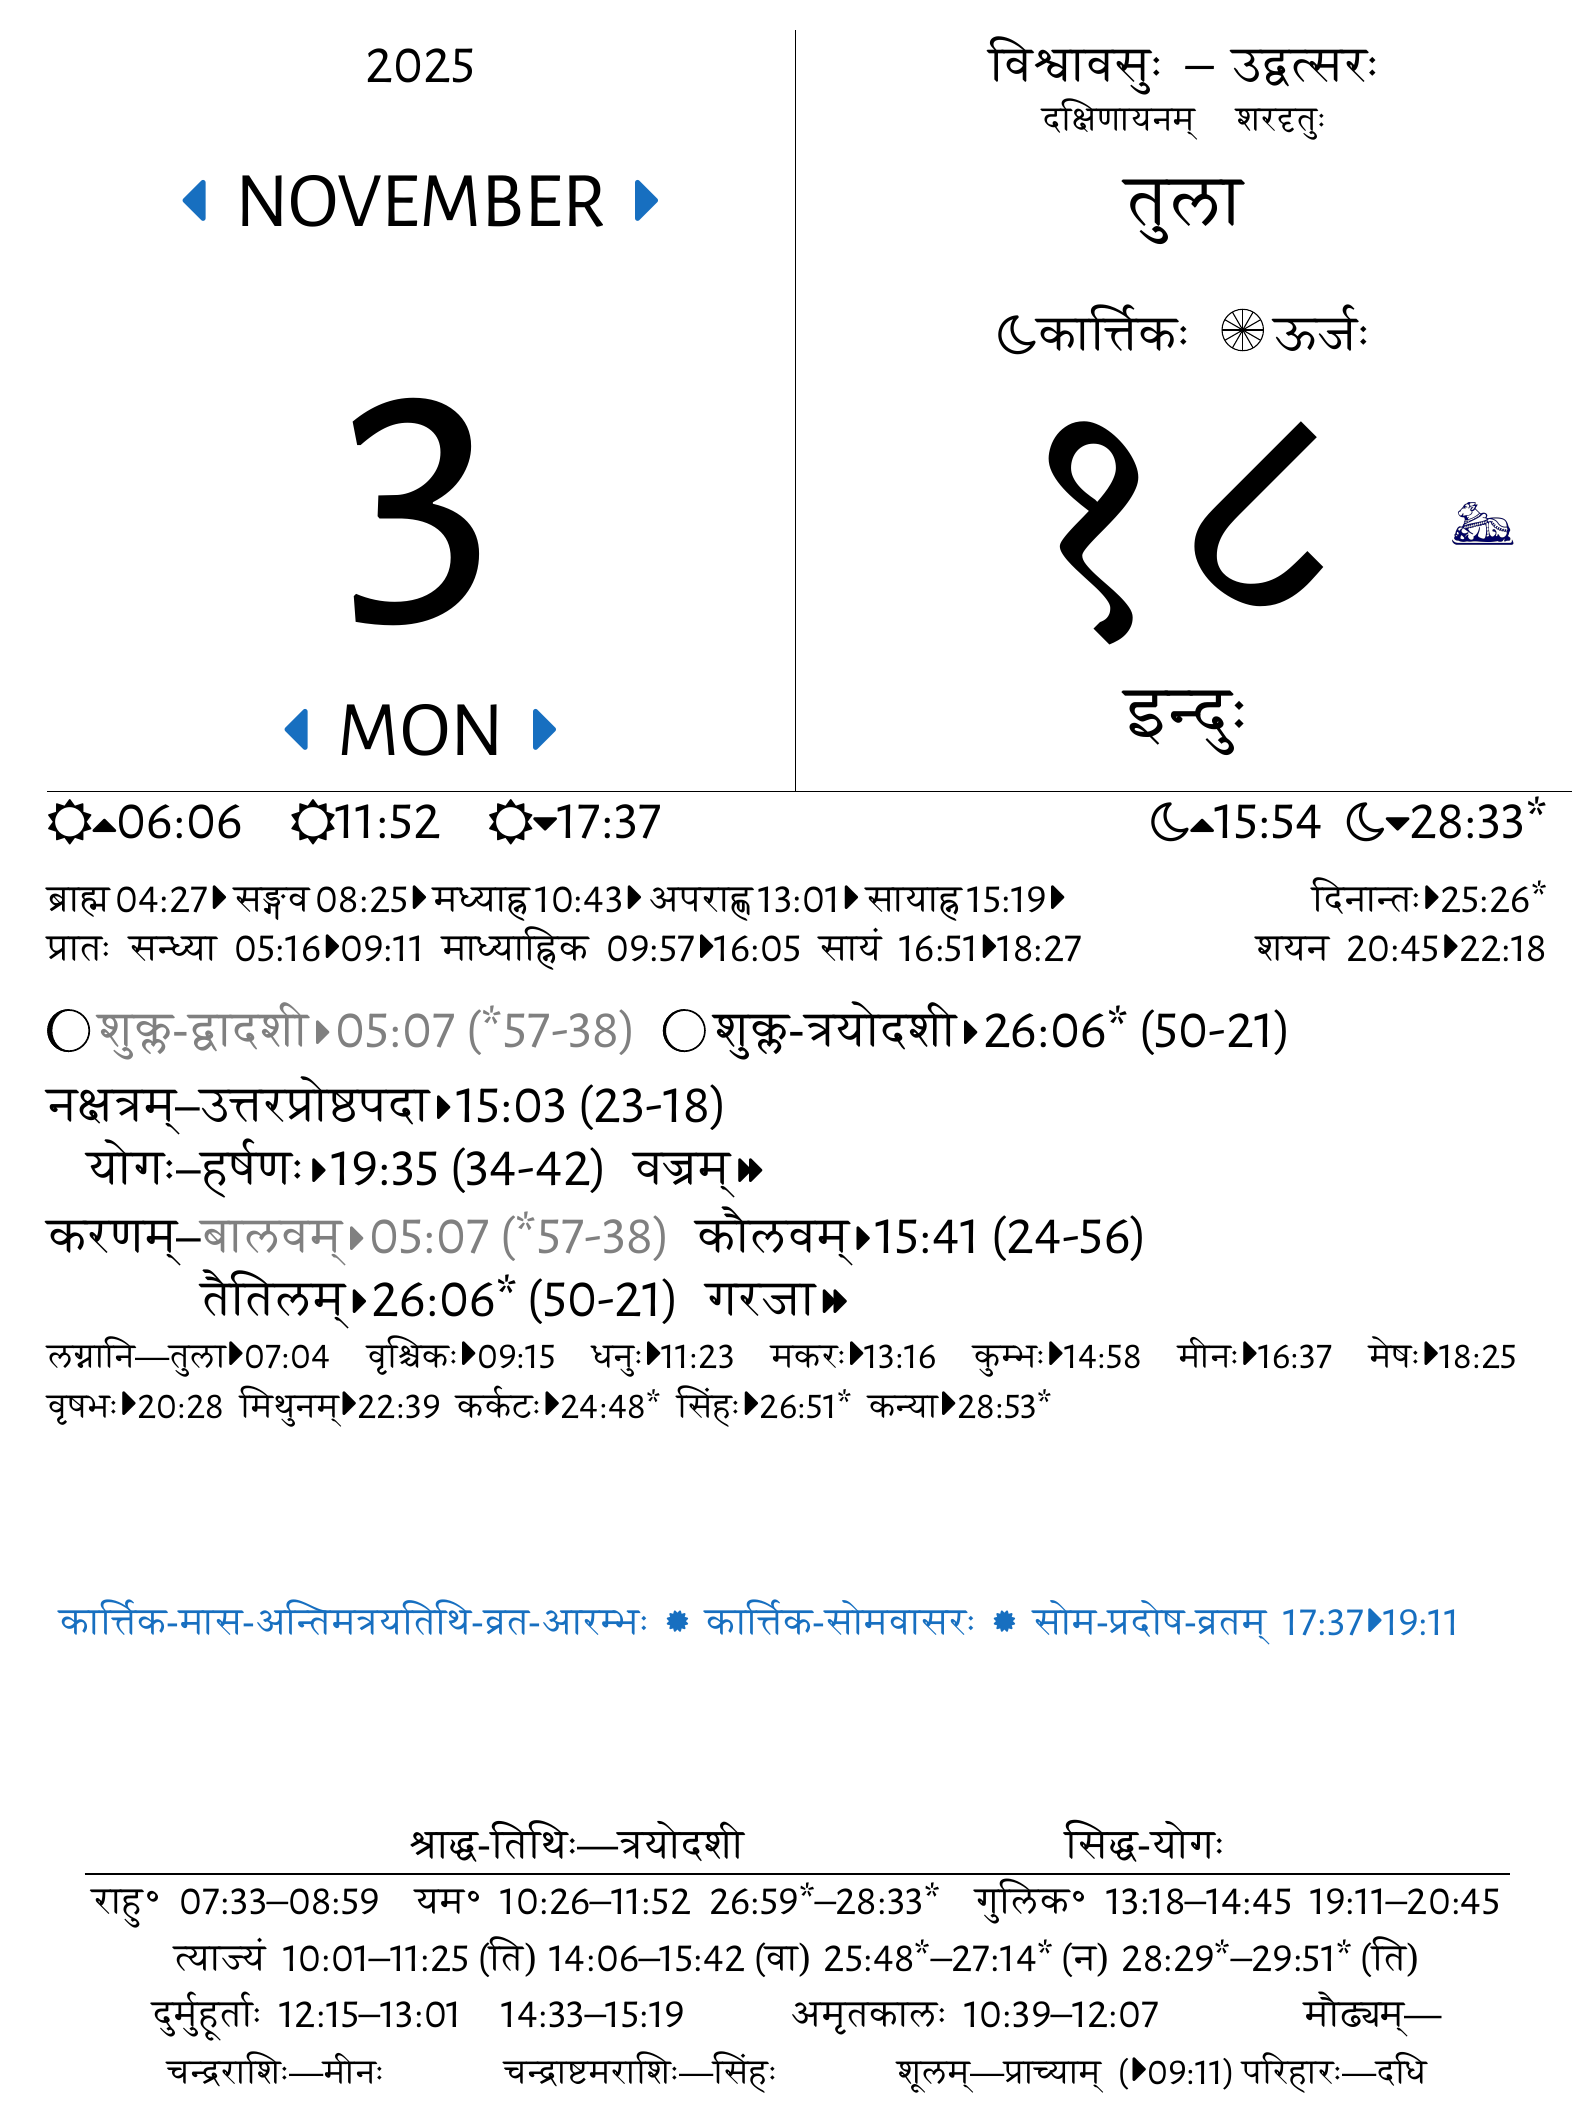 2025
NOVEMBER
3
MON
विश्वावसुः – उद्वत्सरः
दक्षिणायनम् शरदृतुः
तुला
कार्त्तिकः ऊर्जः
१८
इन्दुः
06:06 11:52 17:37 15:54 28:33*
ब्राह्म 04:27 सङ्गव 08:25 मध्याह्न 10:43 अपराह्ण 13:01 सायाह्न 15:19 दिनान्तः 25:26*
प्रातः सन्ध्या 05:16 09:11 माध्याह्निक 09:57 16:05 सायं 16:51 18:27 शयन 20:45 22:18
शुक्ल-द्वादशी 05:07 (*57-38) शुक्ल-त्रयोदशी 26:06* (50-21)
नक्षत्रम्–उत्तरप्रोष्ठपदा 15:03 (23-18)
योगः–हर्षणः 19:35 (34-42) वज्रम्
करणम्–बालवम् 05:07 (*57-38) कौलवम् 15:41 (24-56)
तैतिलम् 26:06* (50-21) गरजा
लग्नानि—तुला 07:04 वृश्चिकः 09:15 धनुः 11:23 मकरः 13:16 कुम्भः 14:58 मीनः 16:37 मेषः 18:25
वृषभः 20:28 मिथुनम् 22:39 कर्कटः 24:48* सिंहः 26:51* कन्या 28:53*
कार्त्तिक-मास-अन्तिमत्रयतिथि-व्रत-आरम्भः कार्त्तिक-सोमवासरः सोम-प्रदोष-व्रतम् 17:37 19:11
श्राद्ध-तिथिः—त्रयोदशी सिद्ध-योगः
राहु॰ 07:33–08:59 यम॰ 10:26–11:52 26:59*–28:33* गुलिक॰ 13:18–14:45 19:11–20:45
त्याज्यं 10:01–11:25 (ति) 14:06–15:42 (वा) 25:48*–27:14* (न) 28:29*–29:51* (ति)
दुर्मुहूर्ताः 12:15–13:01 14:33–15:19 अमृतकालः 10:39–12:07 मौढ्यम्—
चन्द्रराशिः—मीनः चन्द्राष्टमराशिः—सिंहः शूलम्—प्राच्याम् (09:11) परिहारः—दधि